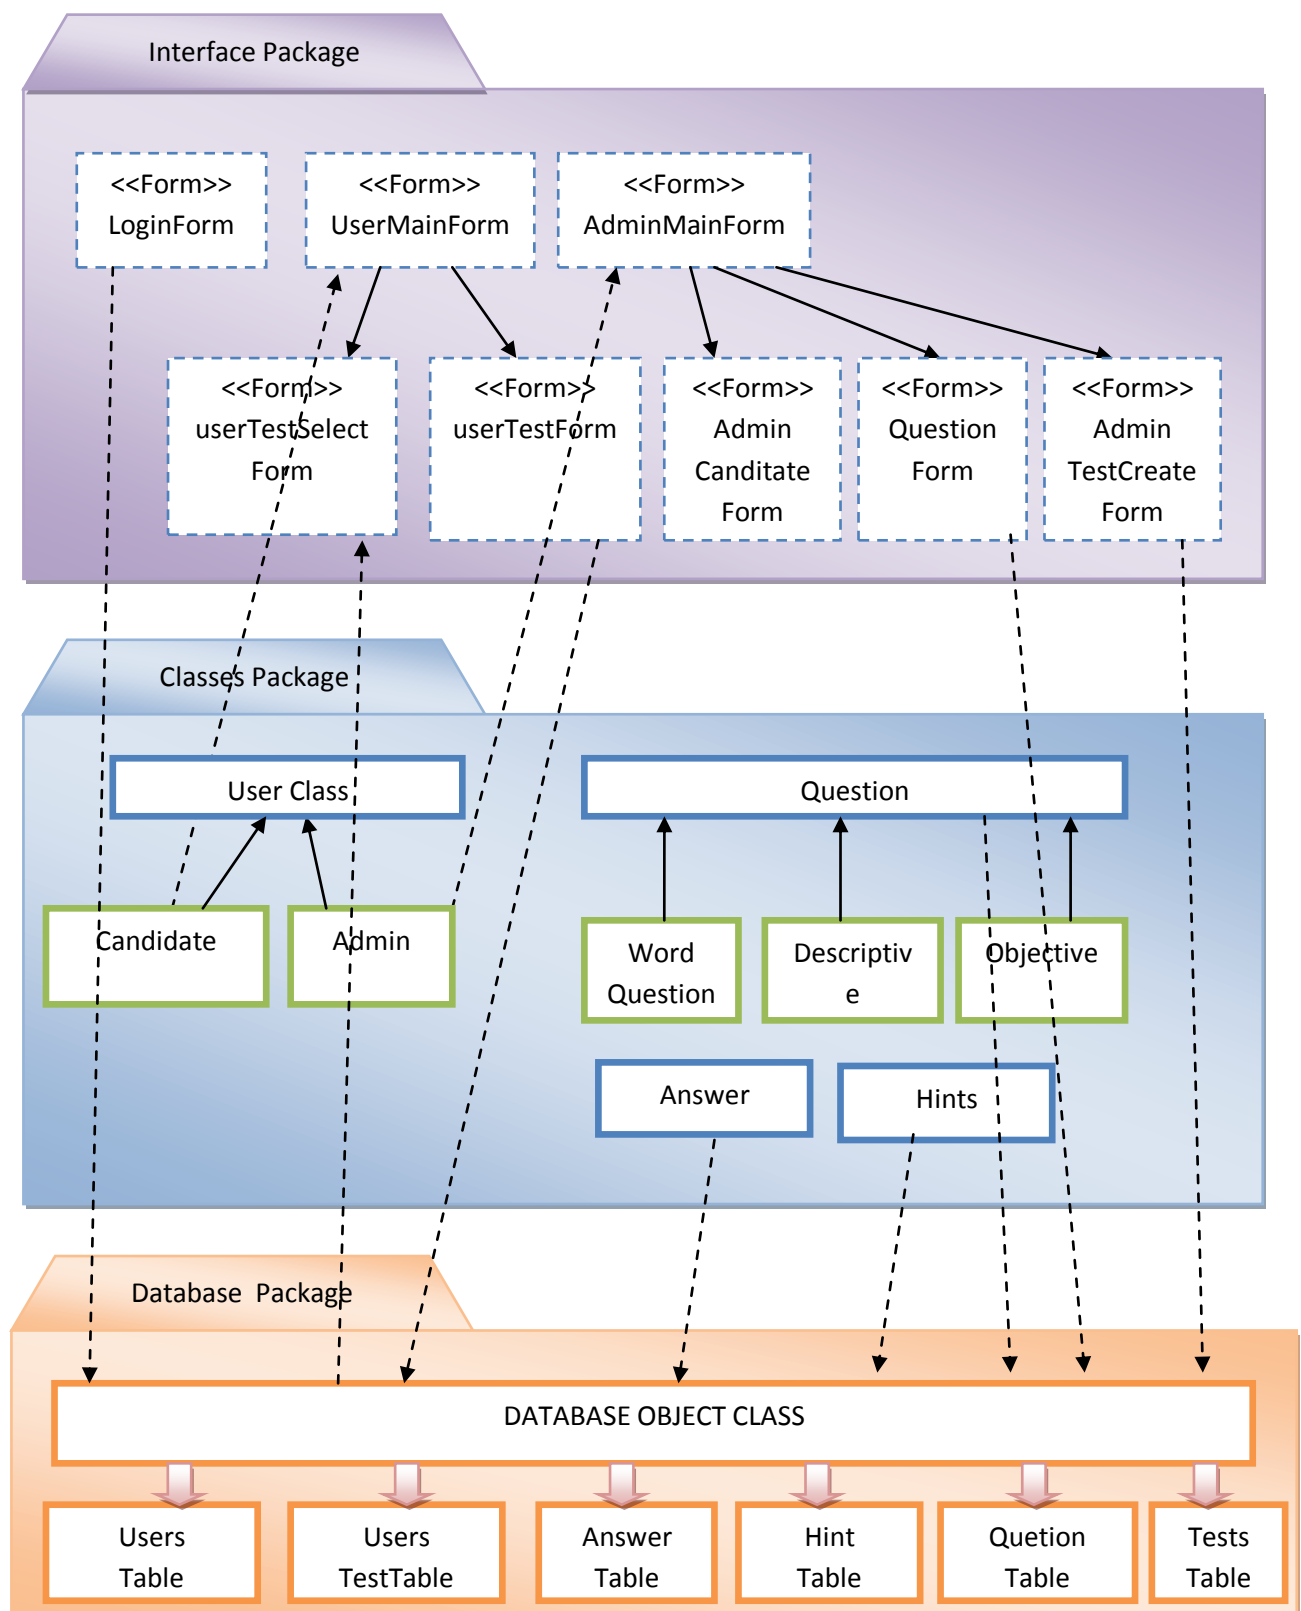 Interface Package
<<Form>>
LoginForm
<<Form>>
UserMainForm
<<Form>>
AdminMainForm
<<Form>>
userTestSelect
Form
<<Form>>
userTestForm
<<Form>>
Admin
Canditate
Form
<<Form>>
Question
Form
<<Form>>
Admin
TestCreate
Form
Classes Package
User Class
Question
Candidate
Admin
Word
Question
Descriptiv
e
Objective
Answer
Hints
Database  Package
DATABASE OBJECT CLASS
Users
Table
Users
TestTable
Answer
Table
Hint
Table
Quetion
Table
Tests
Table